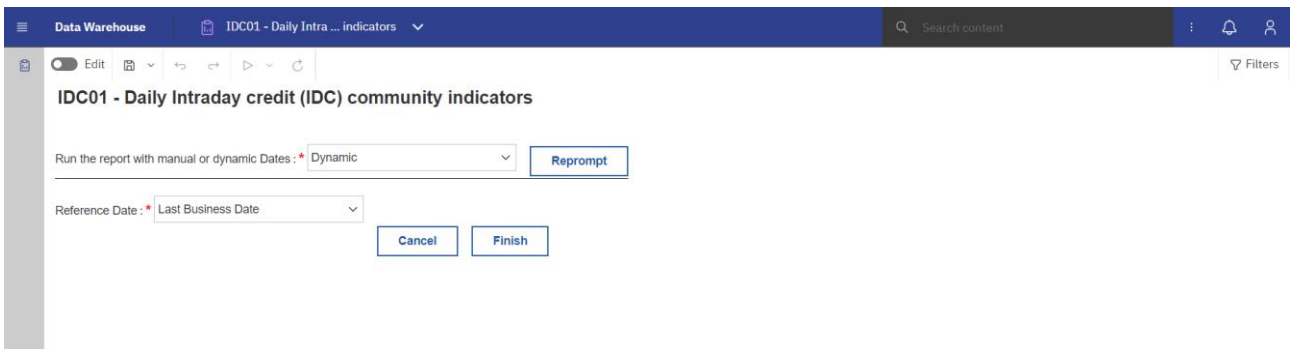 Data Warehouse IDC01 - Daily Intra ... indicators Search content
Edit Filters
IDC01 - Daily Intraday credit (IDC) community indicators
Run the report with manual or dynamic Dates : * Dynamic Reprompt
Reference Date : * Last Business Date
Cancel Finish